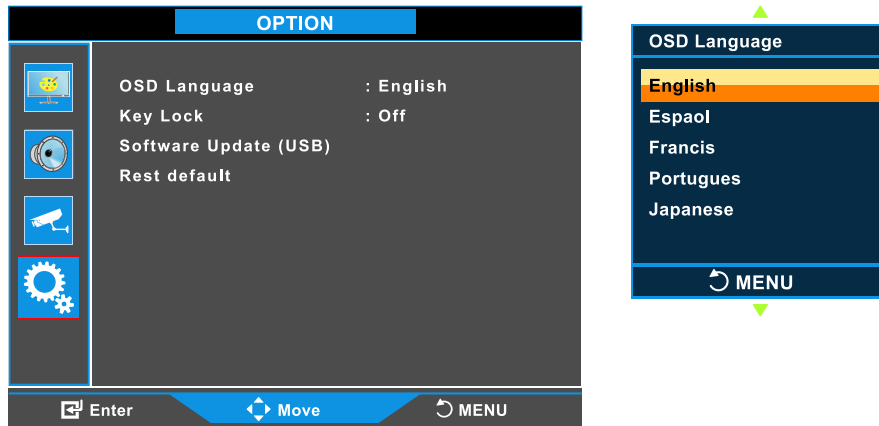 OPTION
OSD Language : English
Key Lock : Off
Software Update (USB)
Rest default
Enter Move MENU
OSD Language
English
Espaol
Francis
Portugues
Japanese
MENU